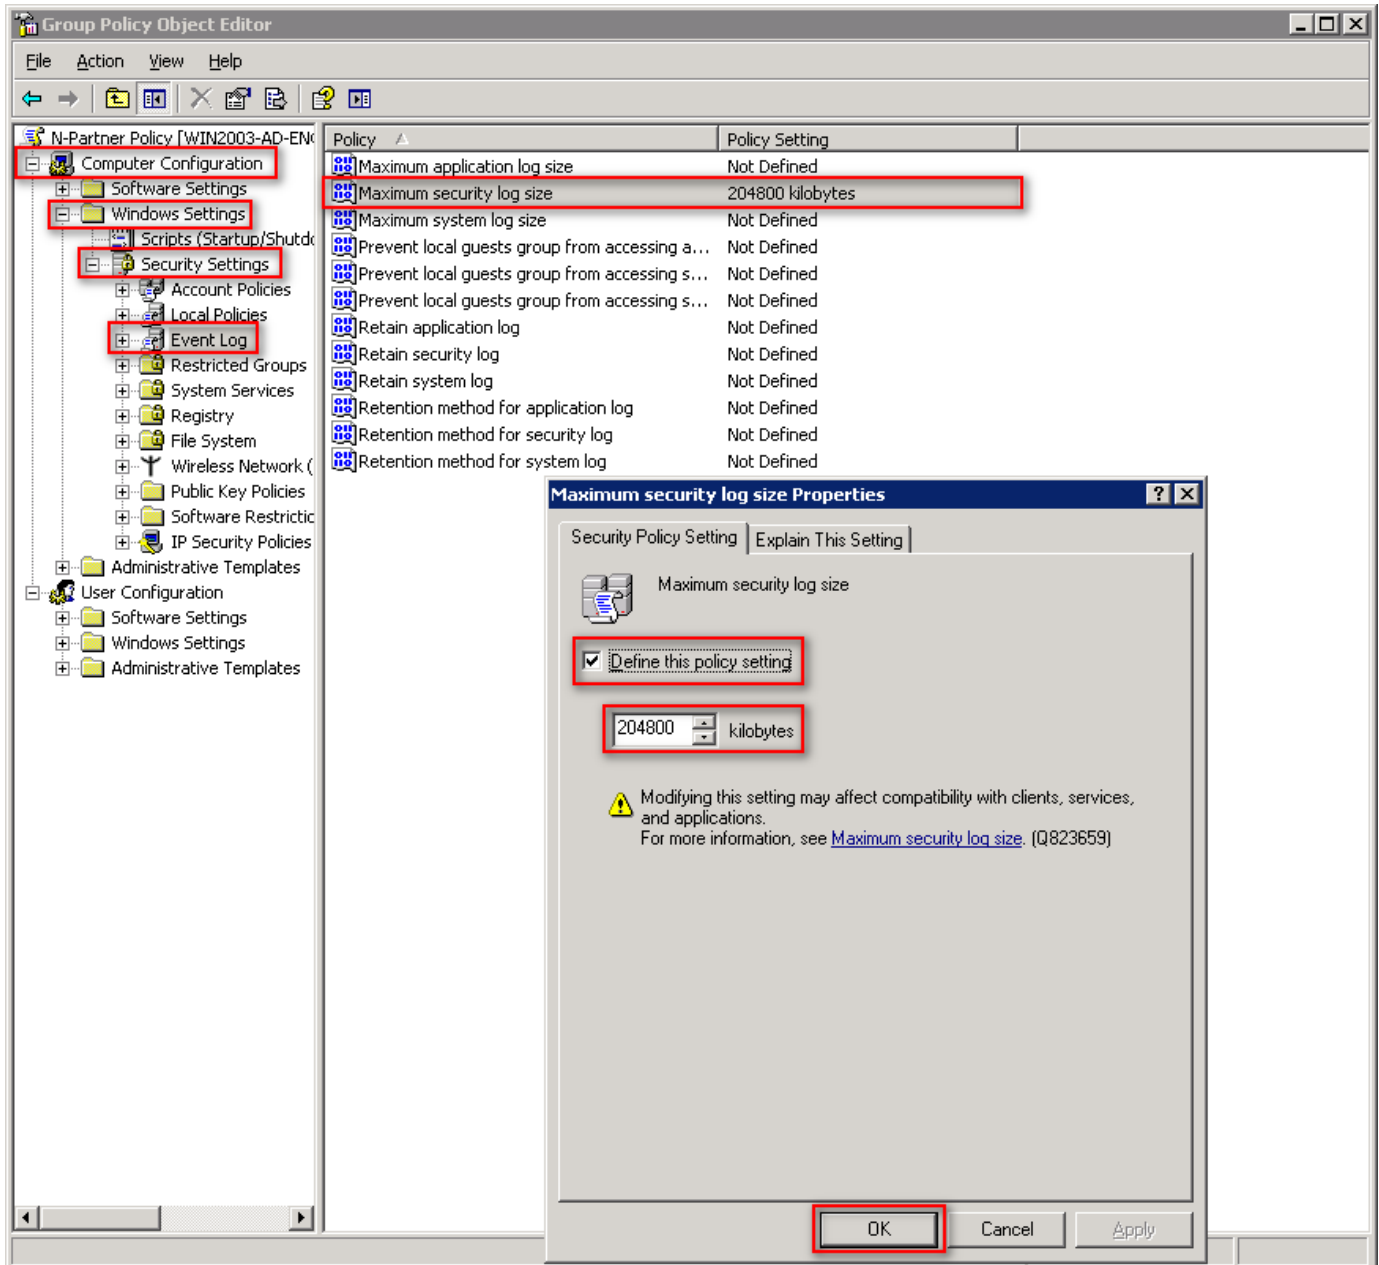 Group Policy Object Editor
File Action View Help
N-Partner Policy [WIN2003-AD-EN
Computer Configuration
Software Settings
Windows Settings
Scripts (Startup/Shutd
Security Settings
Account Policies
Local Policies
Event Log
Restricted Groups
System Services
Registry
File System
Wireless Network (
Public Key Policies
Software Restrictic
IP Security Policies
Administrative Templates
User Configuration
Software Settings
Windows Settings
Administrative Templates
Policy Policy Setting
Maximum application log size Not Defined
Maximum security log size 204800 kilobytes
Maximum system log size Not Defined
Prevent local guests group from accessing a... Not Defined
Prevent local guests group from accessing s... Not Defined
Prevent local guests group from accessing s... Not Defined
Retain application log Not Defined
Retain security log Not Defined
Retain system log Not Defined
Retention method for application log Not Defined
Retention method for security log Not Defined
Retention method for system log Not Defined
Maximum security log size Properties
Security Policy Setting Explain This Setting
Maximum security log size
Define this policy setting
204800 kilobytes
Modifying this setting may affect compatibility with clients, services,
and applications.
For more information, see Maximum security log size. (Q823659)
OK Cancel Apply